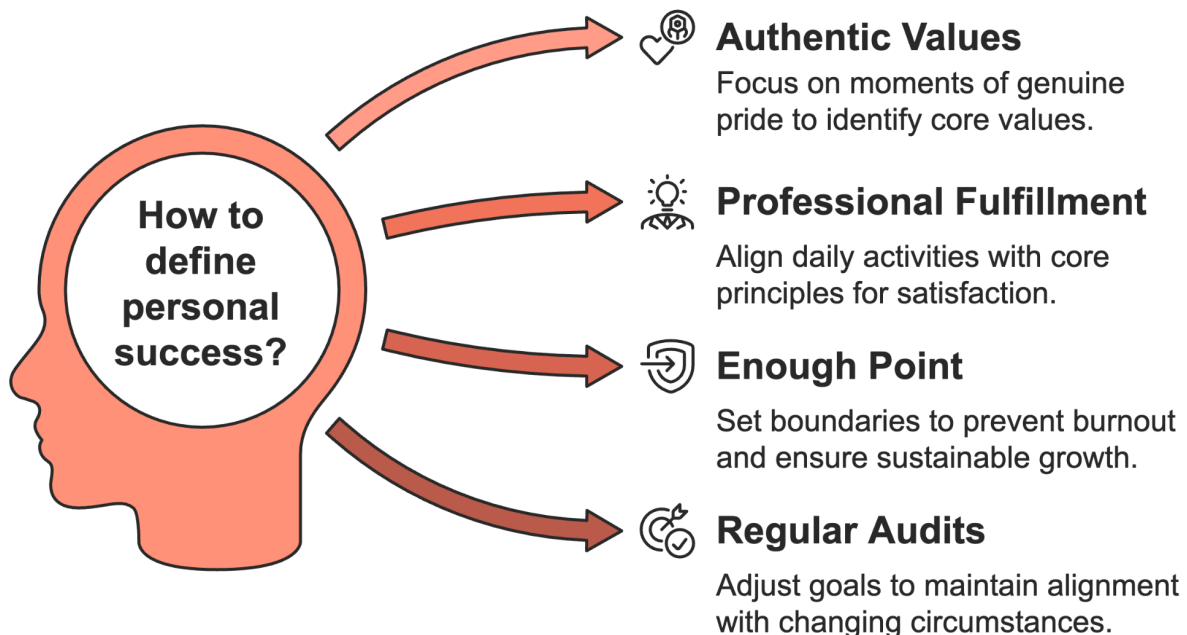 How to
define
personal
success?
Authentic Values
Focus on moments of genuine
pride to identify core values.
Professional Fulfillment
Align daily activities with core
principles for satisfaction.
Enough Point
Set boundaries to prevent burnout
and ensure sustainable growth.
Regular Audits
Adjust goals to maintain alignment
with changing circumstances.